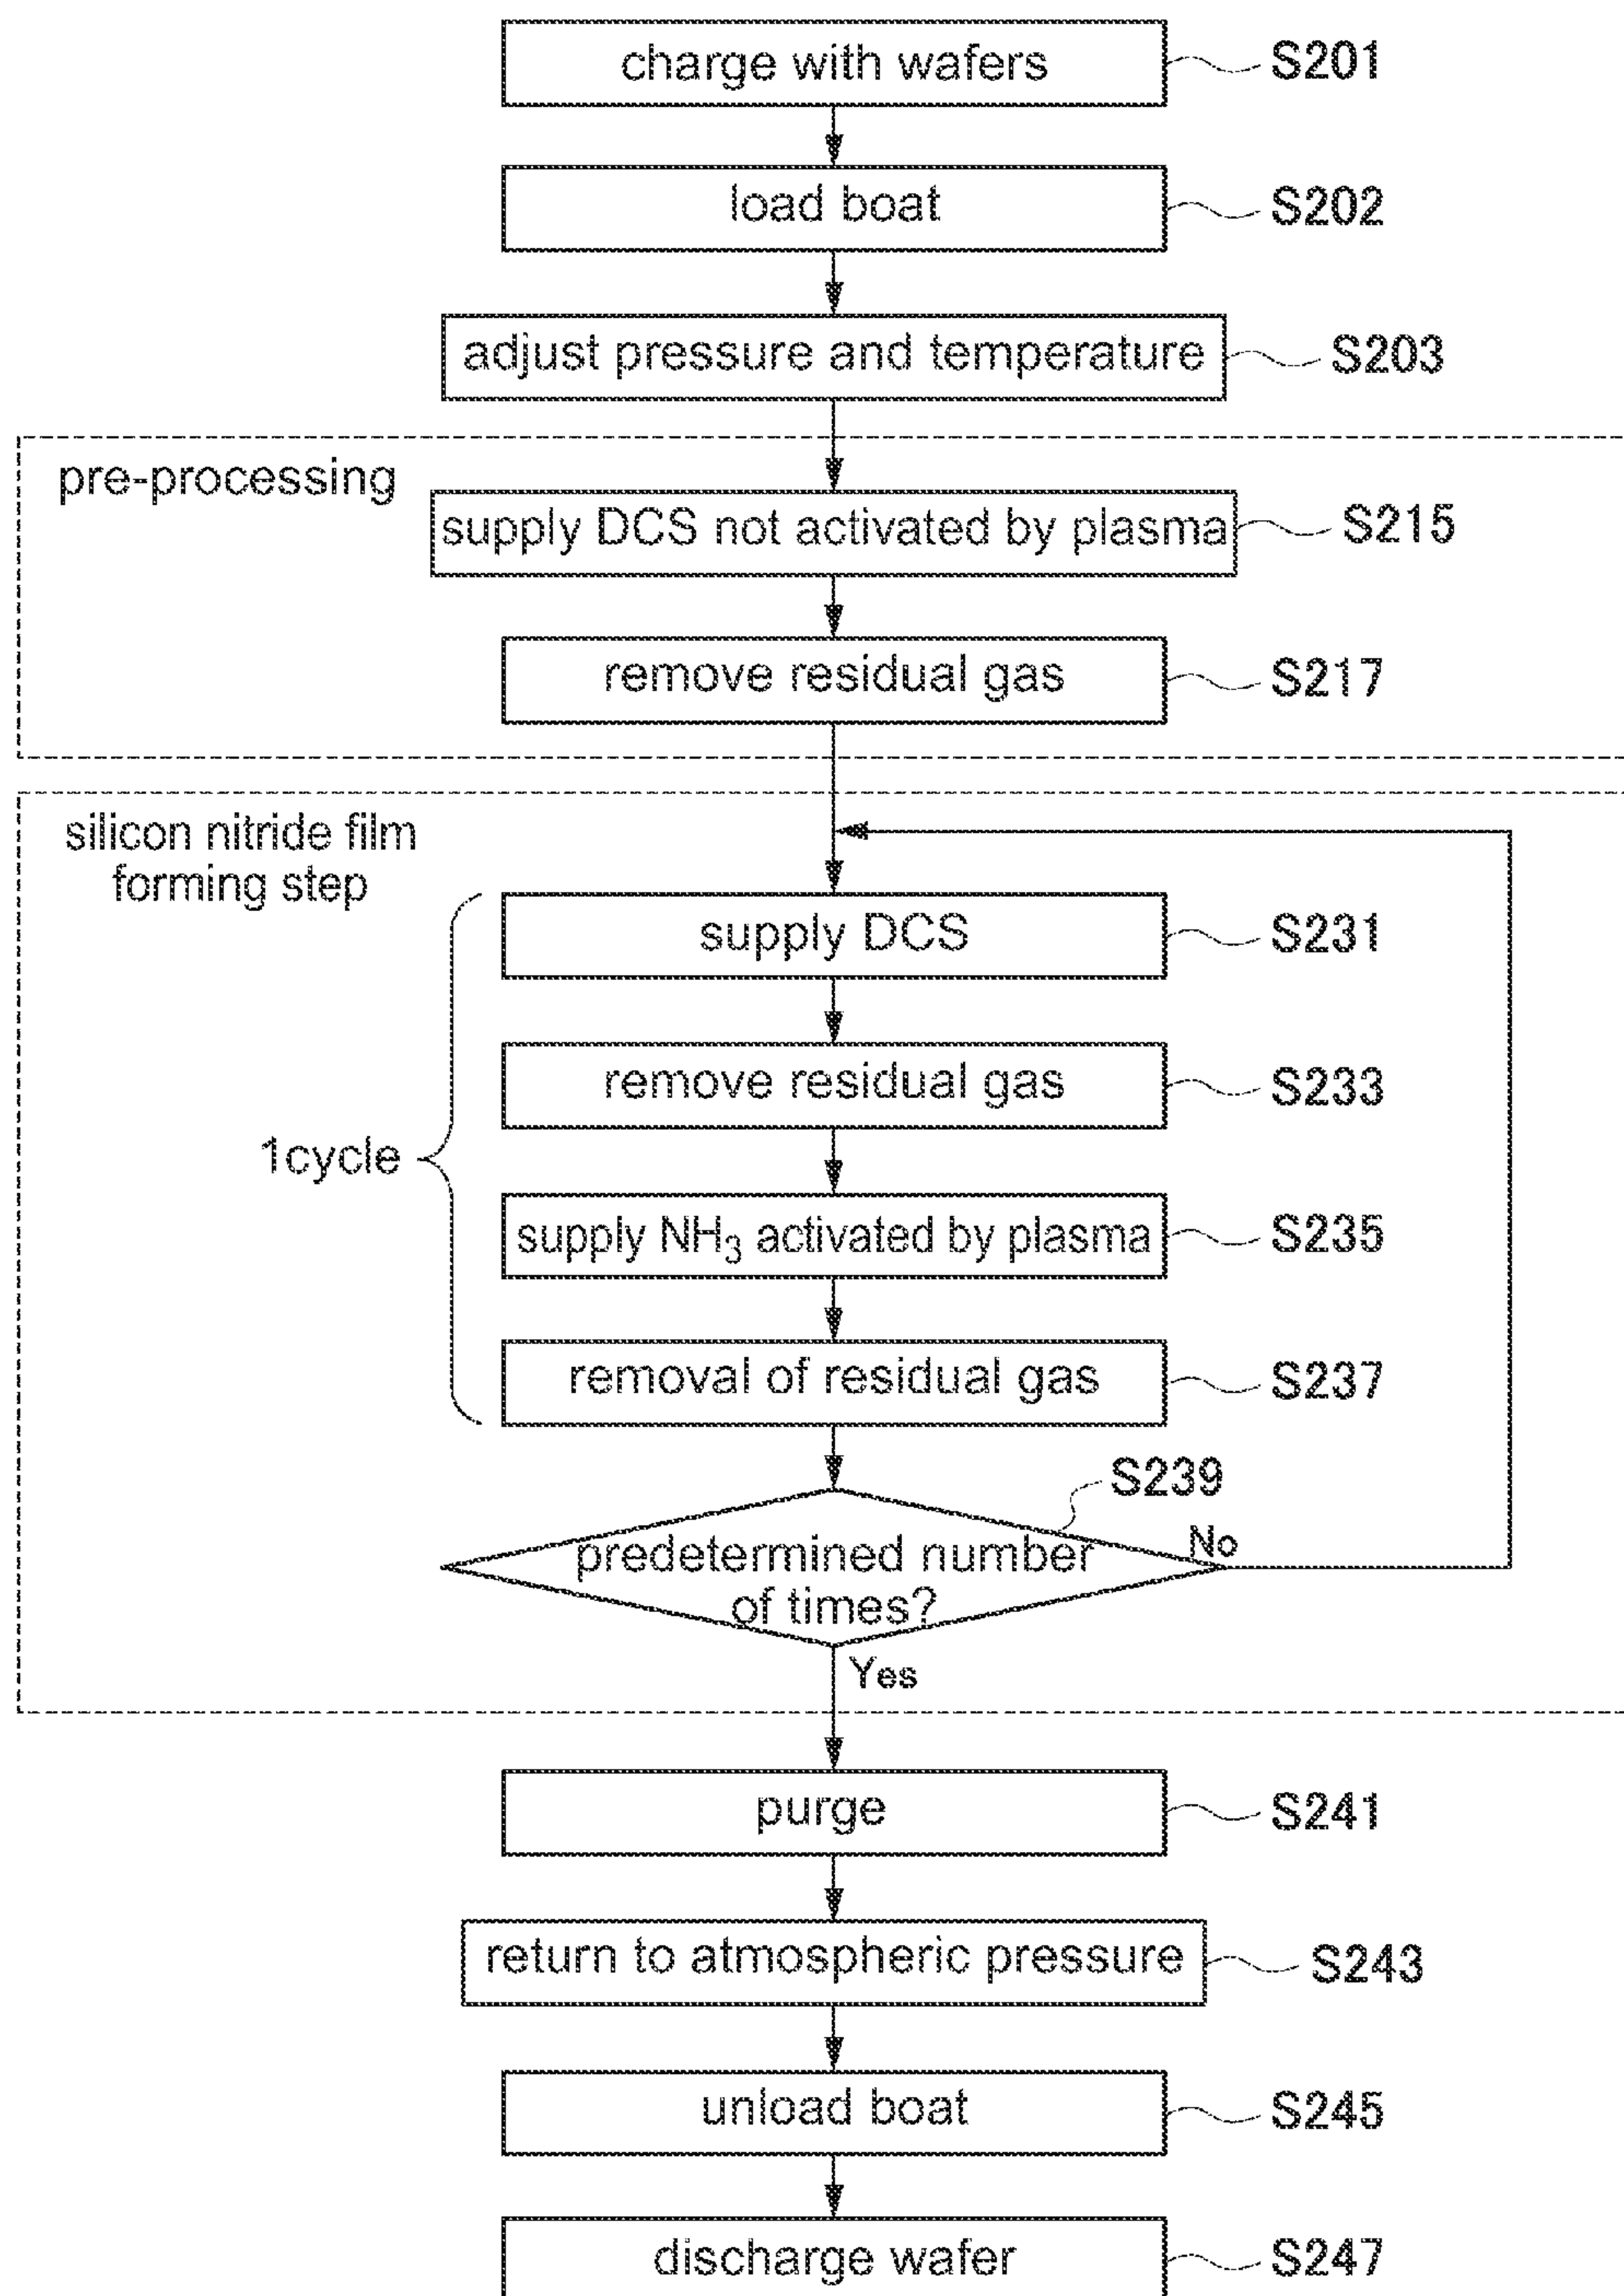 charge with wafers S201
load boat S202
adjust pressure and temperature S203
pre-processing
supply DCS not activated by plasma S215
remove residual gas S217
silicon nitride film
forming step
supply DCS S231
remove residual gas S233
1cycle
supply NH₃ activated by plasma S235
removal of residual gas S237
S239
No
predetermined number
of times?
Yes
purge S241
return to atmospheric pressure S243
unload boat S245
discharge wafer S247